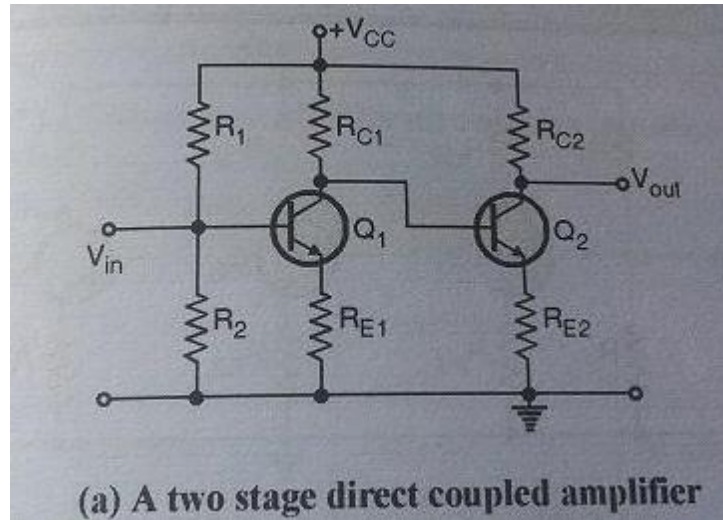 +VCC
R1
RC1
RC2
Vout
Vin
Q1
Q2
R2
RE1
RE2
(a) A two stage direct coupled amplifier